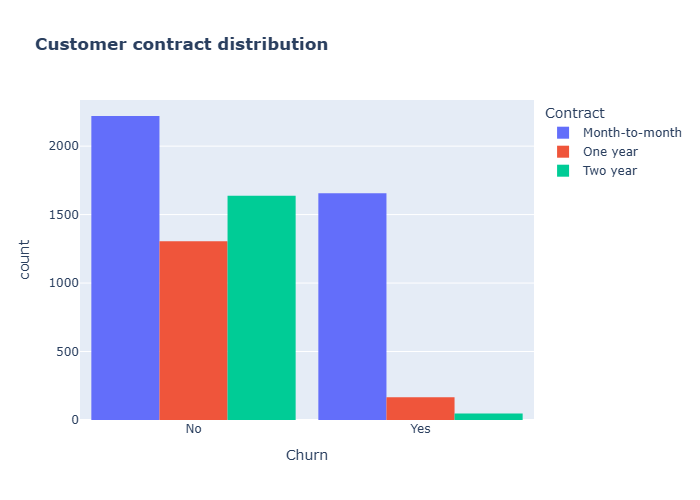 Customer contract distribution
Contract
Month-to-month
One year
Two year
2000
1500
1000
500
0
count
No
Yes
Churn